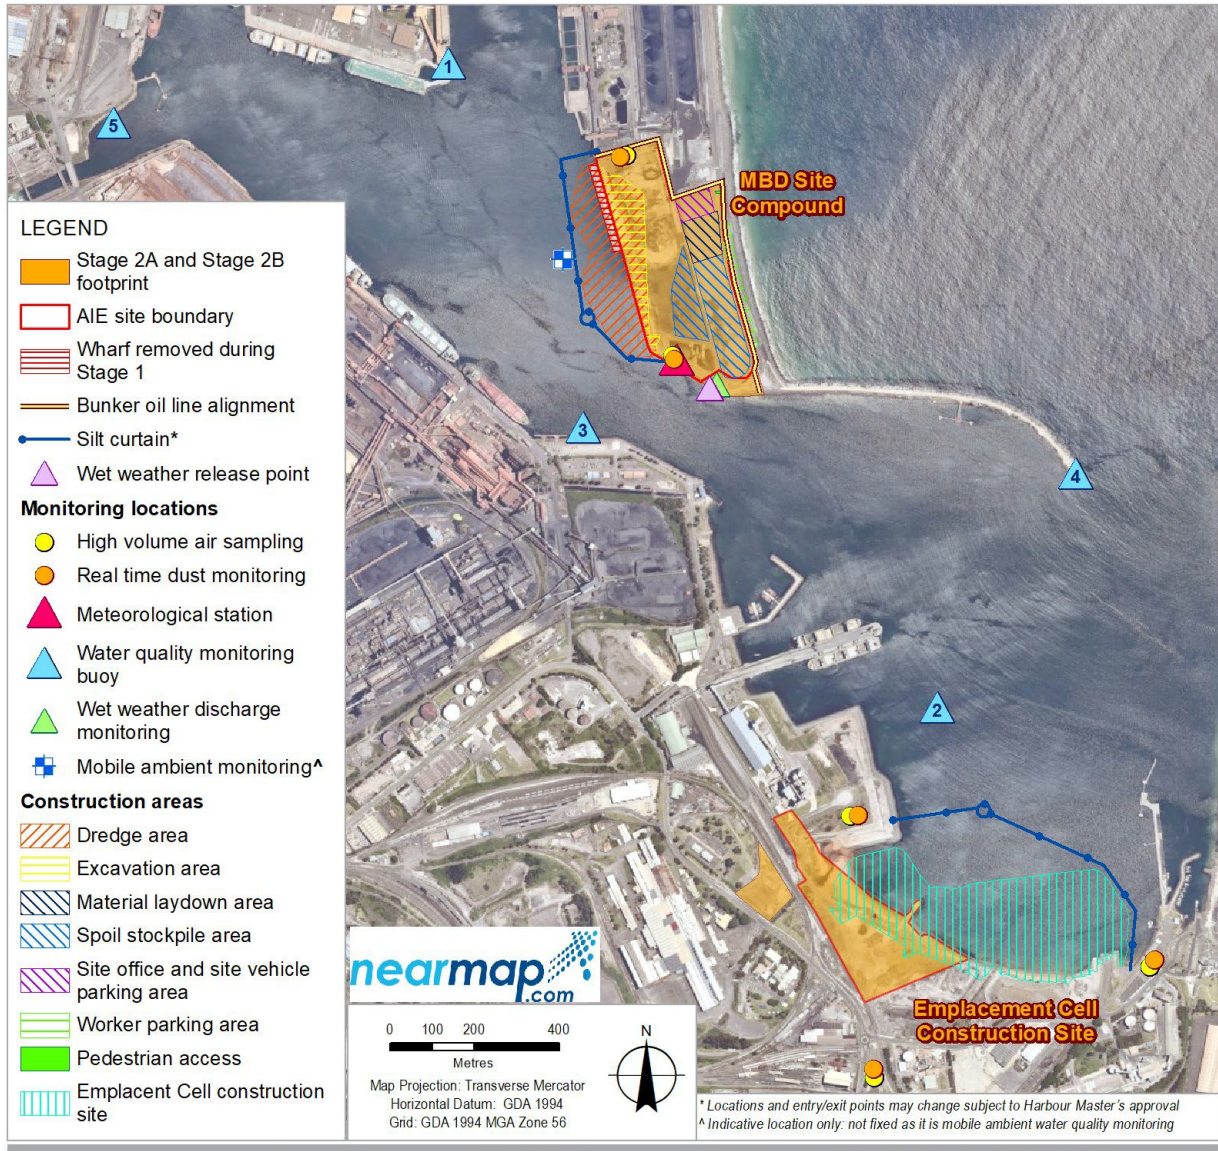 1
5
MBD Site
Compound
LEGEND
Stage 2A and Stage 2B
footprint
AIE site boundary
Wharf removed during
Stage 1
Bunker oil line alignment
Silt curtain*
Wet weather release point
Monitoring locations
High volume air sampling
Real time dust monitoring
Meteorological station
Water quality monitoring
buoy
Wet weather discharge
monitoring
Mobile ambient monitoring^
Construction areas
Dredge area
Excavation area
Material laydown area
Spoil stockpile area
Site office and site vehicle
parking area
Worker parking area
Pedestrian access
Emplacent Cell construction
site
3
4
2
nearmap
.com
Emplacement Cell
Construction Site
0 100 200 400
Metres
Map Projection: Transverse Mercator
Horizontal Datum: GDA 1994
Grid: GDA 1994 MGA Zone 56
N
* Locations and entry/exit points may change subject to Harbour Master's approval
^ Indicative location only: not fixed as it is mobile ambient water quality monitoring